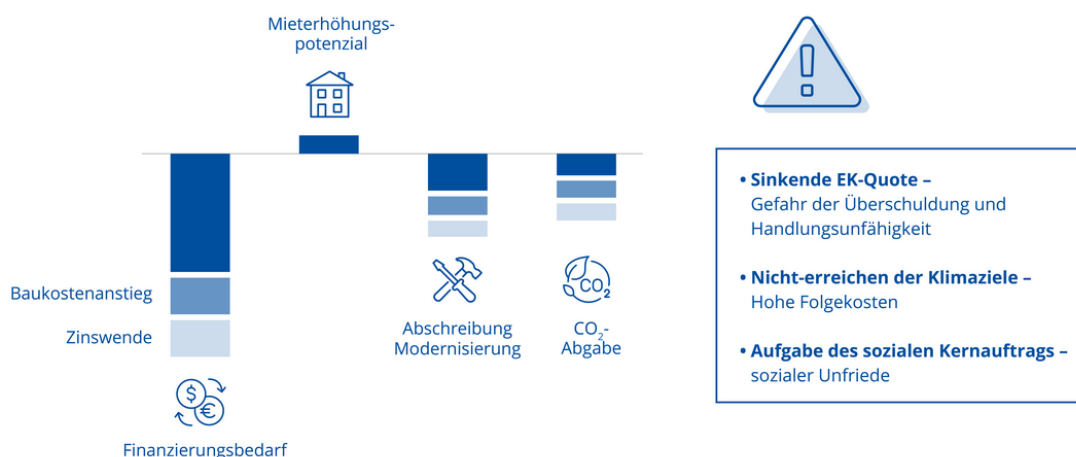 Mieterhöhungs-
potenzial
Baukostenanstieg
Zinswende
$
€
Finanzierungsbedarf
Abschreibung
Modernisierung
CO₂
CO₂-
Abgabe
!
• Sinkende EK-Quote –
Gefahr der Überschuldung und
Handlungsunfähigkeit
• Nicht-erreichen der Klimaziele –
Hohe Folgekosten
• Aufgabe des sozialen Kernauftrags –
sozialer Unfriede